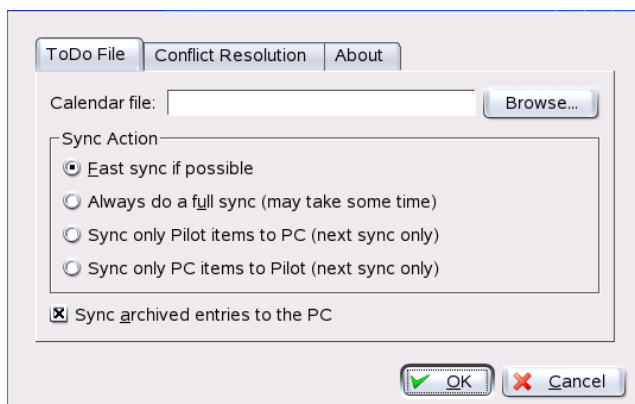 ToDo File Conflict Resolution About
Calendar file: Browse...
Sync Action
Fast sync if possible
Always do a full sync (may take some time)
Sync only Pilot items to PC (next sync only)
Sync only PC items to Pilot (next sync only)
Sync archived entries to the PC
OK Cancel